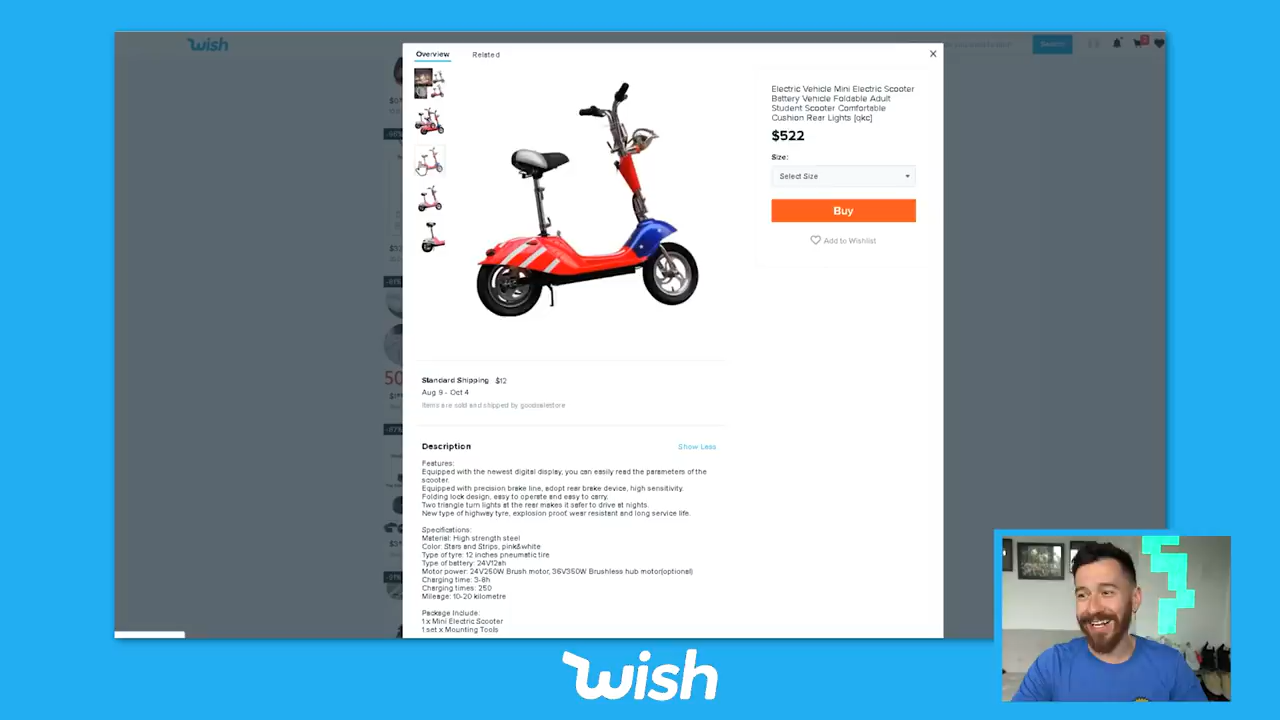 wish
Search
Overview
Related
Electric Vehicle Mini Electric Scooter
Battery Vehicle Foldable Adult
Student Scooter Comfortable
Cushion Rear Lights [qkc]
$522
Size:
Select Size
Buy
Add to Wishlist
Standard Shipping $12
Aug 9 - Oct 4
Items are sold and shipped by goodsalestore
Description
Show Less
Features:
Equipped with the newest digital display, you can easily read the parameters of the
scooter.
Equipped with precision brake line, adopt rear brake device, high sensitivity.
Folding lock design, easy to operate and easy to carry.
Two triangle turn lights at the rear makes it safer to drive at nights.
New type of highway tyre, explosion proof, wear resistant and long service life.
Specifications:
Material: High strength steel
Color: Stars and Strips, pink&white
Type of tyre: 12 inches pneumatic tire
Type of battery: 24V12ah
Motor power: 24V250W Brush motor, 36V350W Brushless hub motor(optional)
Charging time: 3-8h
Charging times: 250
Mileage: 10-20 kilometre
Package Include:
1 x Mini Electric Scooter
1 set x Mounting Tools
wish